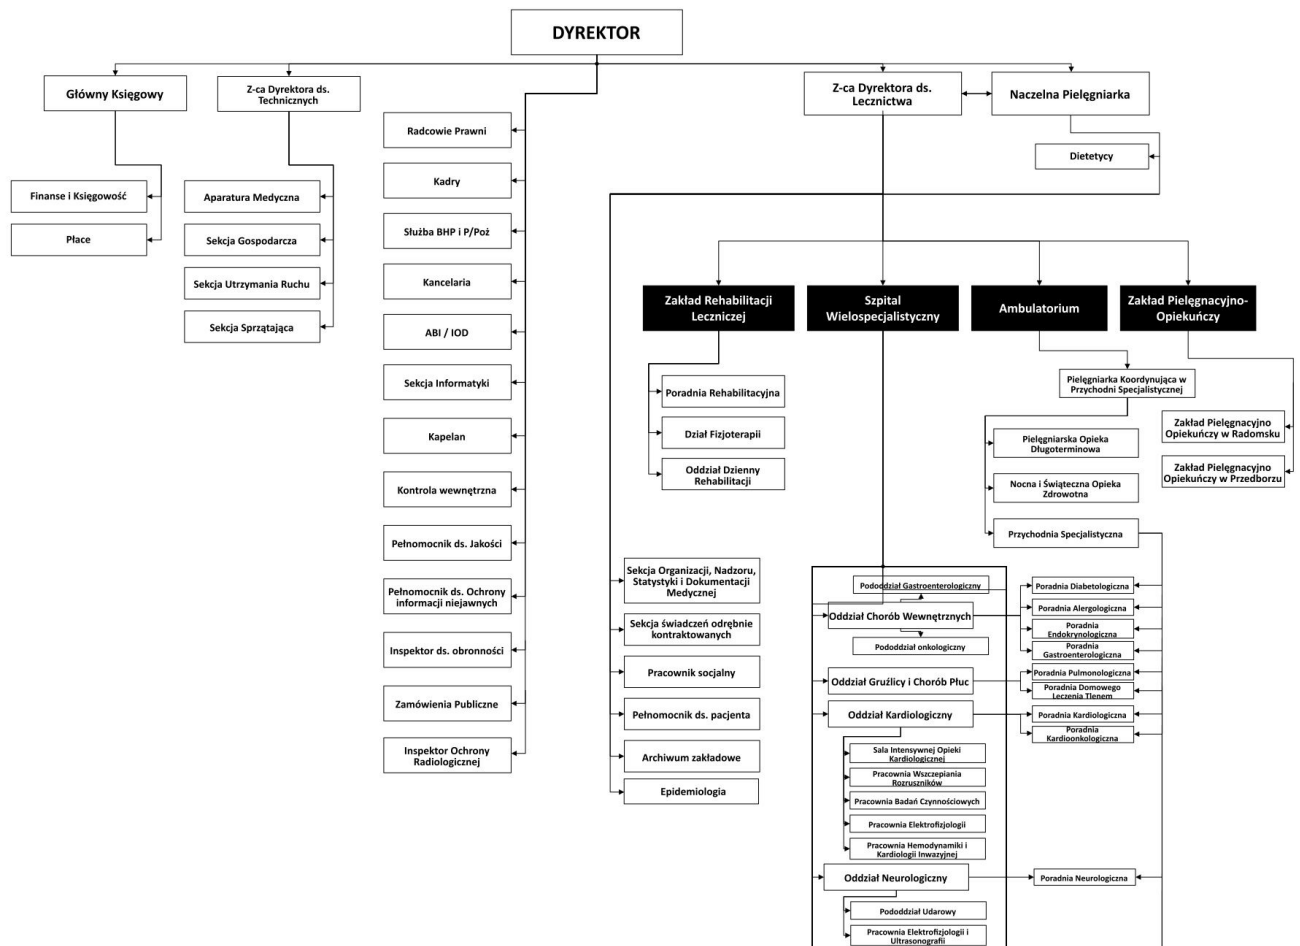 DYREKTOR
Główny Księgowy
Z-ca Dyrektora ds.
Technicznych
Z-ca Dyrektora ds.
Lecznictwa
Naczelna Pielęgniarka
Finanse i Księgowość
Płace
Aparatura Medyczna
Sekcja Gospodarcza
Sekcja Utrzymania Ruchu
Sekcja Sprzątająca
Radcowie Prawni
Kadry
Służba BHP i P/Poż
Kancelaria
ABI / IOD
Sekcja Informatyki
Kapelan
Kontrola wewnętrzna
Pełnomocnik ds. Jakości
Pełnomocnik ds. Ochrony
informacji niejawnych
Inspektor ds. obronności
Zamówienia Publiczne
Inspektor Ochrony
Radiologicznej
Dietetycy
Zakład Rehabilitacji
Leczniczej
Szpital
Wielospecjalistyczny
Ambulatorium
Zakład Pielęgnacyjno-
Opiekuńczy
Poradnia Rehabilitacyjna
Dział Fizjoterapii
Oddział Dzienny
Rehabilitacji
Pielęgniarka Koordynująca w
Przychodni Specjalistycznej
Pielęgniarska Opieka
Długoterminowa
Nocna i Świąteczna Opieka
Zdrowotna
Przychodnia Specjalistyczna
Zakład Pielęgnacyjno
Opiekuńczy w Radomsku
Zakład Pielęgnacyjno
Opiekuńczy w Przedborzu
Sekcja Organizacji, Nadzoru,
Statystyki i Dokumentacji
Medycznej
Sekcja świadczeń odrębnie
kontraktowanych
Pracownik socjalny
Pełnomocnik ds. pacjenta
Archiwum zakładowe
Epidemiologia
Pododdział Gastroenterologiczny
Oddział Chorób Wewnętrznych
Pododdział onkologiczny
Oddział Gruźlicy i Chorób Płuc
Oddział Kardiologiczny
Sala Intensywnej Opieki
Kardiologicznej
Pracownia Wszczepiania
Rozruszników
Pracownia Badań Czynnościowych
Pracownia Elektrofizjologii
Pracownia Hemodynamiki i
Kardiologii Inwazyjnej
Oddział Neurologiczny
Pododdział Udarowy
Pracownia Elektrofizjologii i
Ultrasonografii
Poradnia Diabetologiczna
Poradnia Alergologiczna
Poradnia
Endokrynologiczna
Poradnia
Gastroenterologiczna
Poradnia Pulmonologiczna
Poradnia Domowego
Leczenia Tlenem
Poradnia Kardiologiczna
Poradnia
Kardioonkologiczna
Poradnia Neurologiczna